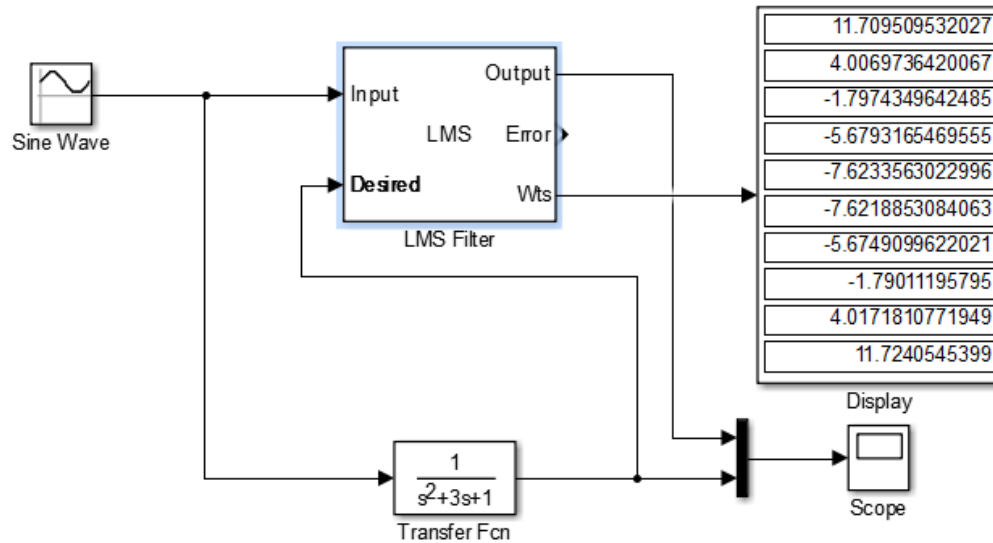 Sine Wave
Input
Desired
LMS
Output
Error
Wts
LMS Filter
11.709509532027
4.0069736420067
-1.7974349642485
-5.6793165469555
-7.6233563022996
-7.6218853084063
-5.6749099622021
-1.79011195795
4.0171810771949
11.7240545399
Display
1
s²+3s+1
Transfer Fcn
Scope